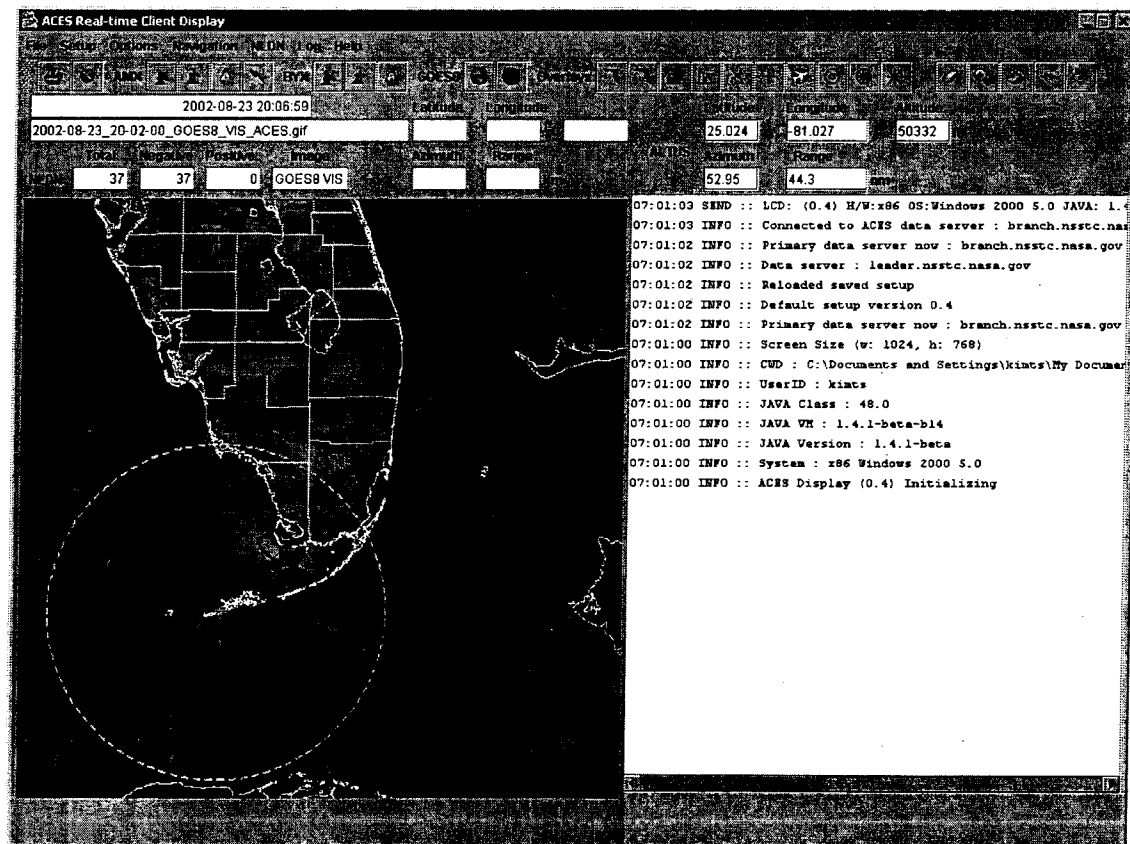 ACES Real-time Client Display
File Setup Options Navigation NLDN Log Help
AMX BYX GOES8 Overlays
2002-08-23 20:06:59
Latitude Longitude Latitude Longitude Altitude
2002-08-23_20-02-00_GOES8_VIS_ACES.gif 25.024 -81.027 50332
Total Negative Positive Image Azimuth Range ALTUS Azimuth Range
37 37 0 GOES8 VIS 52.95 44.3 nm
07:01:03 SEND :: LCD: (0.4) H/W:x86 OS:Windows 2000 5.0 JAVA: 1.4
07:01:03 INFO :: Connected to ACES data server : branch.nsstc.nas
07:01:02 INFO :: Primary data server now : branch.nsstc.nasa.gov
07:01:02 INFO :: Data server : leader.nsstc.nasa.gov
07:01:02 INFO :: Reloaded saved setup
07:01:02 INFO :: Default setup version 0.4
07:01:02 INFO :: Primary data server now : branch.nsstc.nasa.gov
07:01:00 INFO :: Screen Size (w: 1024, h: 768)
07:01:00 INFO :: CWD : C:\Documents and Settings\kimts\My Documen
07:01:00 INFO :: UserID : kimts
07:01:00 INFO :: JAVA Class : 48.0
07:01:00 INFO :: JAVA VM : 1.4.1-beta-b14
07:01:00 INFO :: JAVA Version : 1.4.1-beta
07:01:00 INFO :: System : x86 Windows 2000 5.0
07:01:00 INFO :: ACES Display (0.4) Initializing